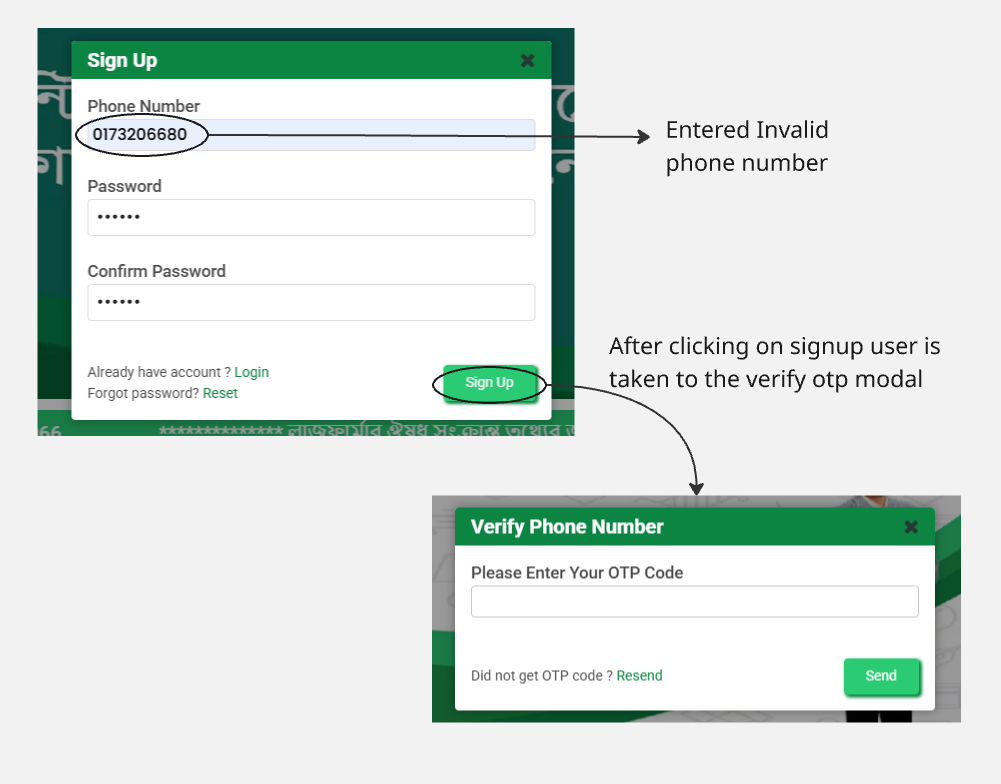 Sign Up
Phone Number
0173206680
Entered Invalid
phone number
Password
••••••
Confirm Password
••••••
Already have account ? Login
Forgot password? Reset
Sign Up
After clicking on signup user is
taken to the verify otp modal
66
************** লাজফার্মার ঔষধ সংক্রান্ত তথ্যের
Verify Phone Number
Please Enter Your OTP Code
Did not get OTP code ? Resend
Send